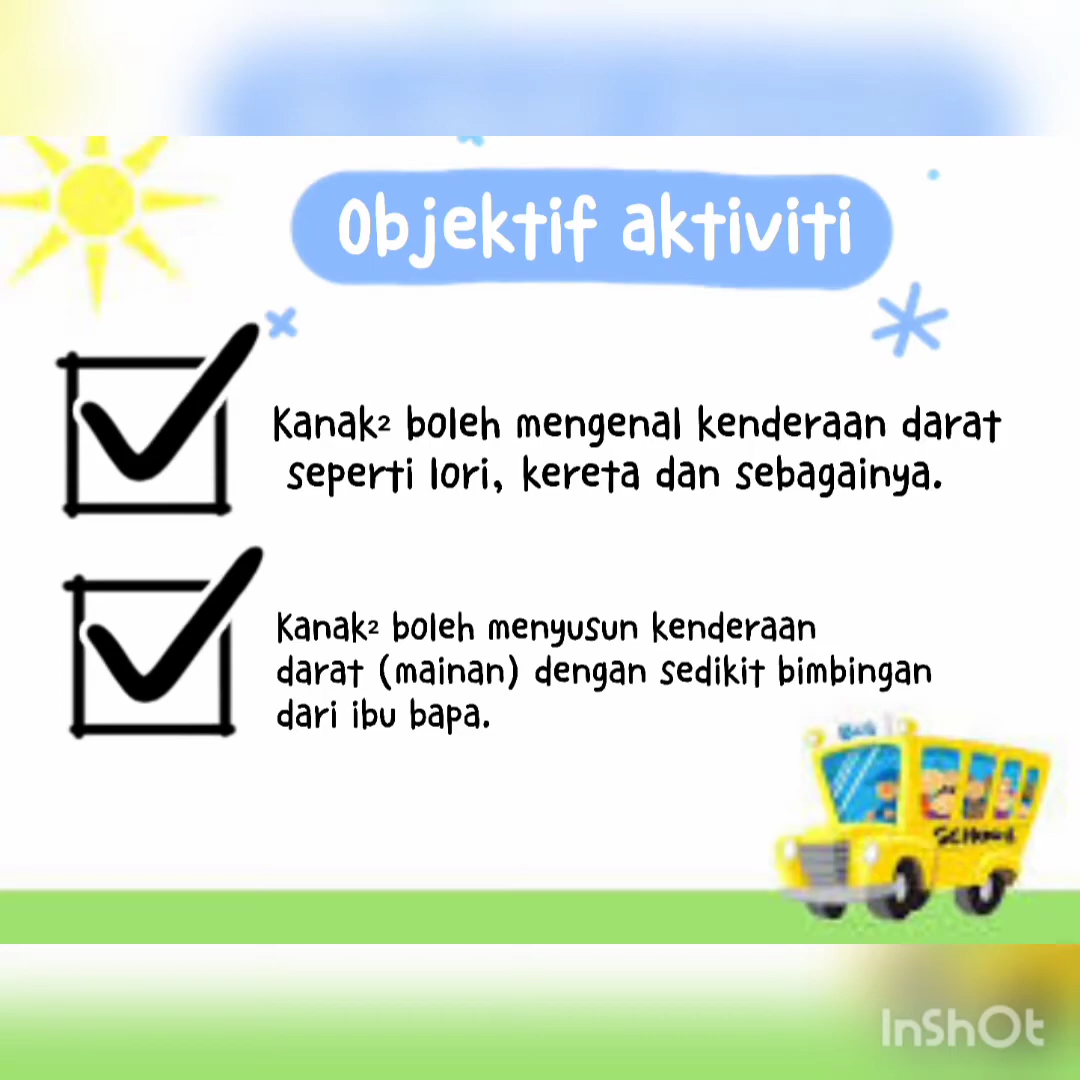 Objektif aktiviti
Kanak² boleh mengenal kenderaan darat
seperti lori, kereta dan sebagainya.
Kanak² boleh menyusun kenderaan
darat (mainan) dengan sedikit bimbingan
dari ibu bapa.
SCHOOL
InShOt